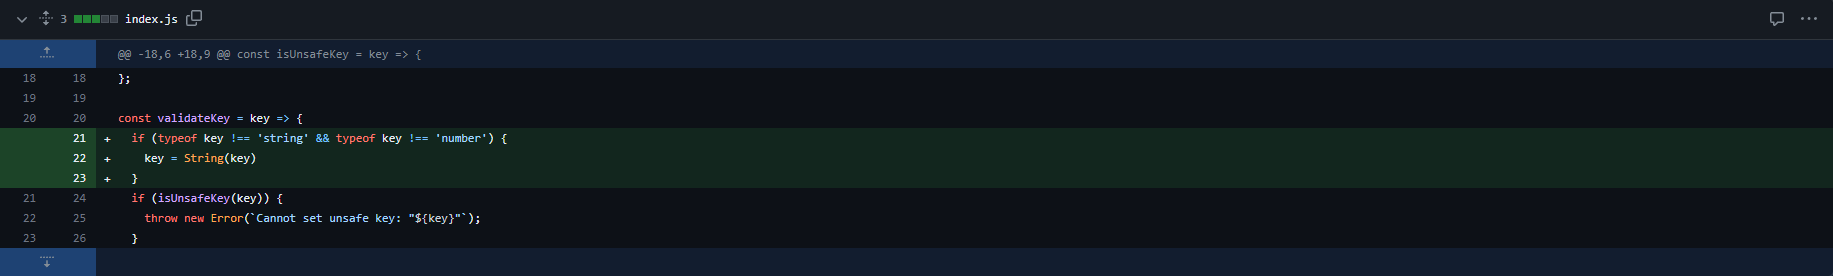 3 index.js
@@ -18,6 +18,9 @@ const isUnsafeKey = key => {
18 18 };
19 19
20 20 const validateKey = key => {
21 + if (typeof key !== 'string' && typeof key !== 'number') {
22 + key = String(key)
23 + }
21 24 if (isUnsafeKey(key)) {
22 25 throw new Error(`Cannot set unsafe key: "${key}"`);
23 26 }